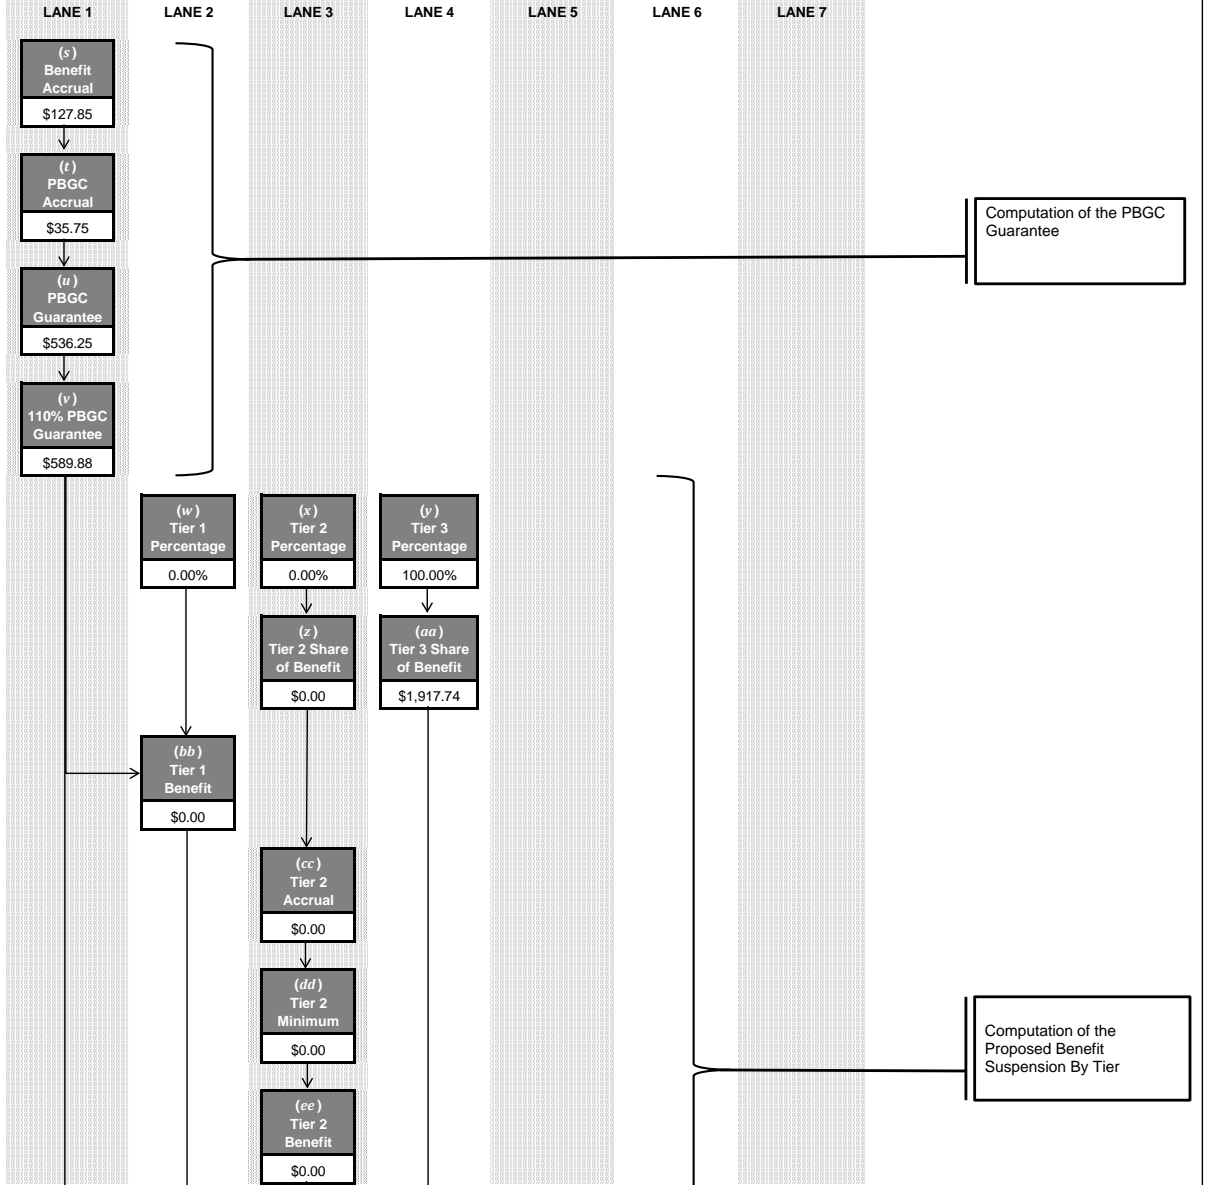 LANE 1 LANE 2 LANE 3 LANE 4 LANE 5 LANE 6 LANE 7
(s)
Benefit
Accrual
$127.85
(t)
PBGC
Accrual
$35.75
(u)
PBGC
Guarantee
$536.25
(v)
110% PBGC
Guarantee
$589.88
Computation of the PBGC
Guarantee
(w)
Tier 1
Percentage
0.00%
(x)
Tier 2
Percentage
0.00%
(y)
Tier 3
Percentage
100.00%
(z)
Tier 2 Share
of Benefit
$0.00
(aa)
Tier 3 Share
of Benefit
$1,917.74
(bb)
Tier 1
Benefit
$0.00
(cc)
Tier 2
Accrual
$0.00
(dd)
Tier 2
Minimum
$0.00
(ee)
Tier 2
Benefit
$0.00
Computation of the
Proposed Benefit
Suspension By Tier